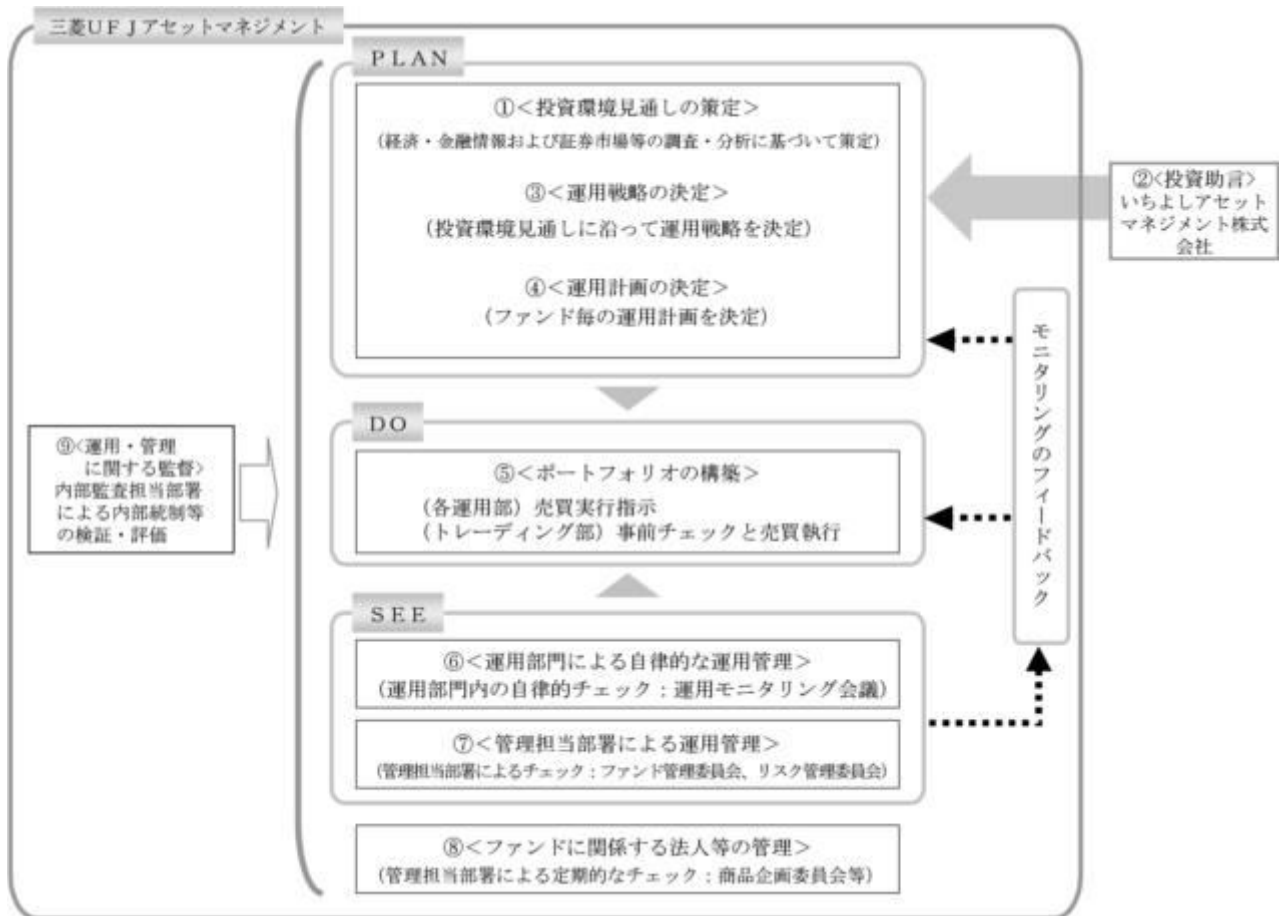 三菱UFJアセットマネジメント
PLAN
①＜投資環境見通しの策定＞
(経済・金融情報および証券市場等の調査・分析に基づいて策定)
②<投資助言>
いちよしアセット
マネジメント株式
会社
③＜運用戦略の決定＞
(投資環境見通しに沿って運用戦略を決定)
④＜運用計画の決定＞
(ファンド毎の運用計画を決定)
モニタリングのフィードバック
DO
⑤＜ポートフォリオの構築＞
(各運用部) 売買実行指示
(トレーディング部) 事前チェックと売買執行
⑨<運用・管理
に関する監督>
内部監査担当部署
による内部統制等
の検証・評価
SEE
⑥＜運用部門による自律的な運用管理＞
(運用部門内の自律的チェック：運用モニタリング会議)
⑦＜管理担当部署による運用管理＞
(管理担当部署によるチェック：ファンド管理委員会、リスク管理委員会)
⑧＜ファンドに関係する法人等の管理＞
(管理担当部署による定期的なチェック：商品企画委員会等)